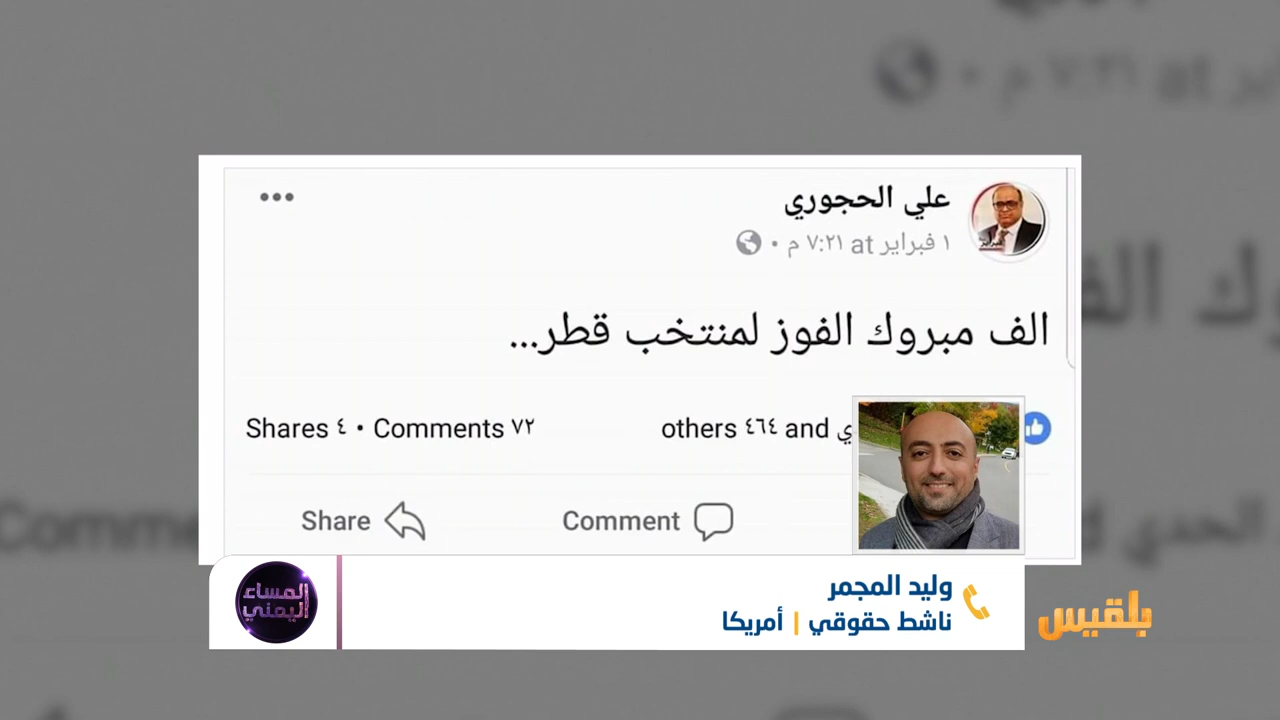 علي الحجوري
١ فبراير at ٧:٢١ م •
الف مبروك الفوز لمنتخب قطر...
ي and ٤٦٤ others
٧٢ Comments • ٤ Shares
Comment
Share
وليد المجمر
ناشط حقوقي | أمريكا
المساء اليمني
بلقيس